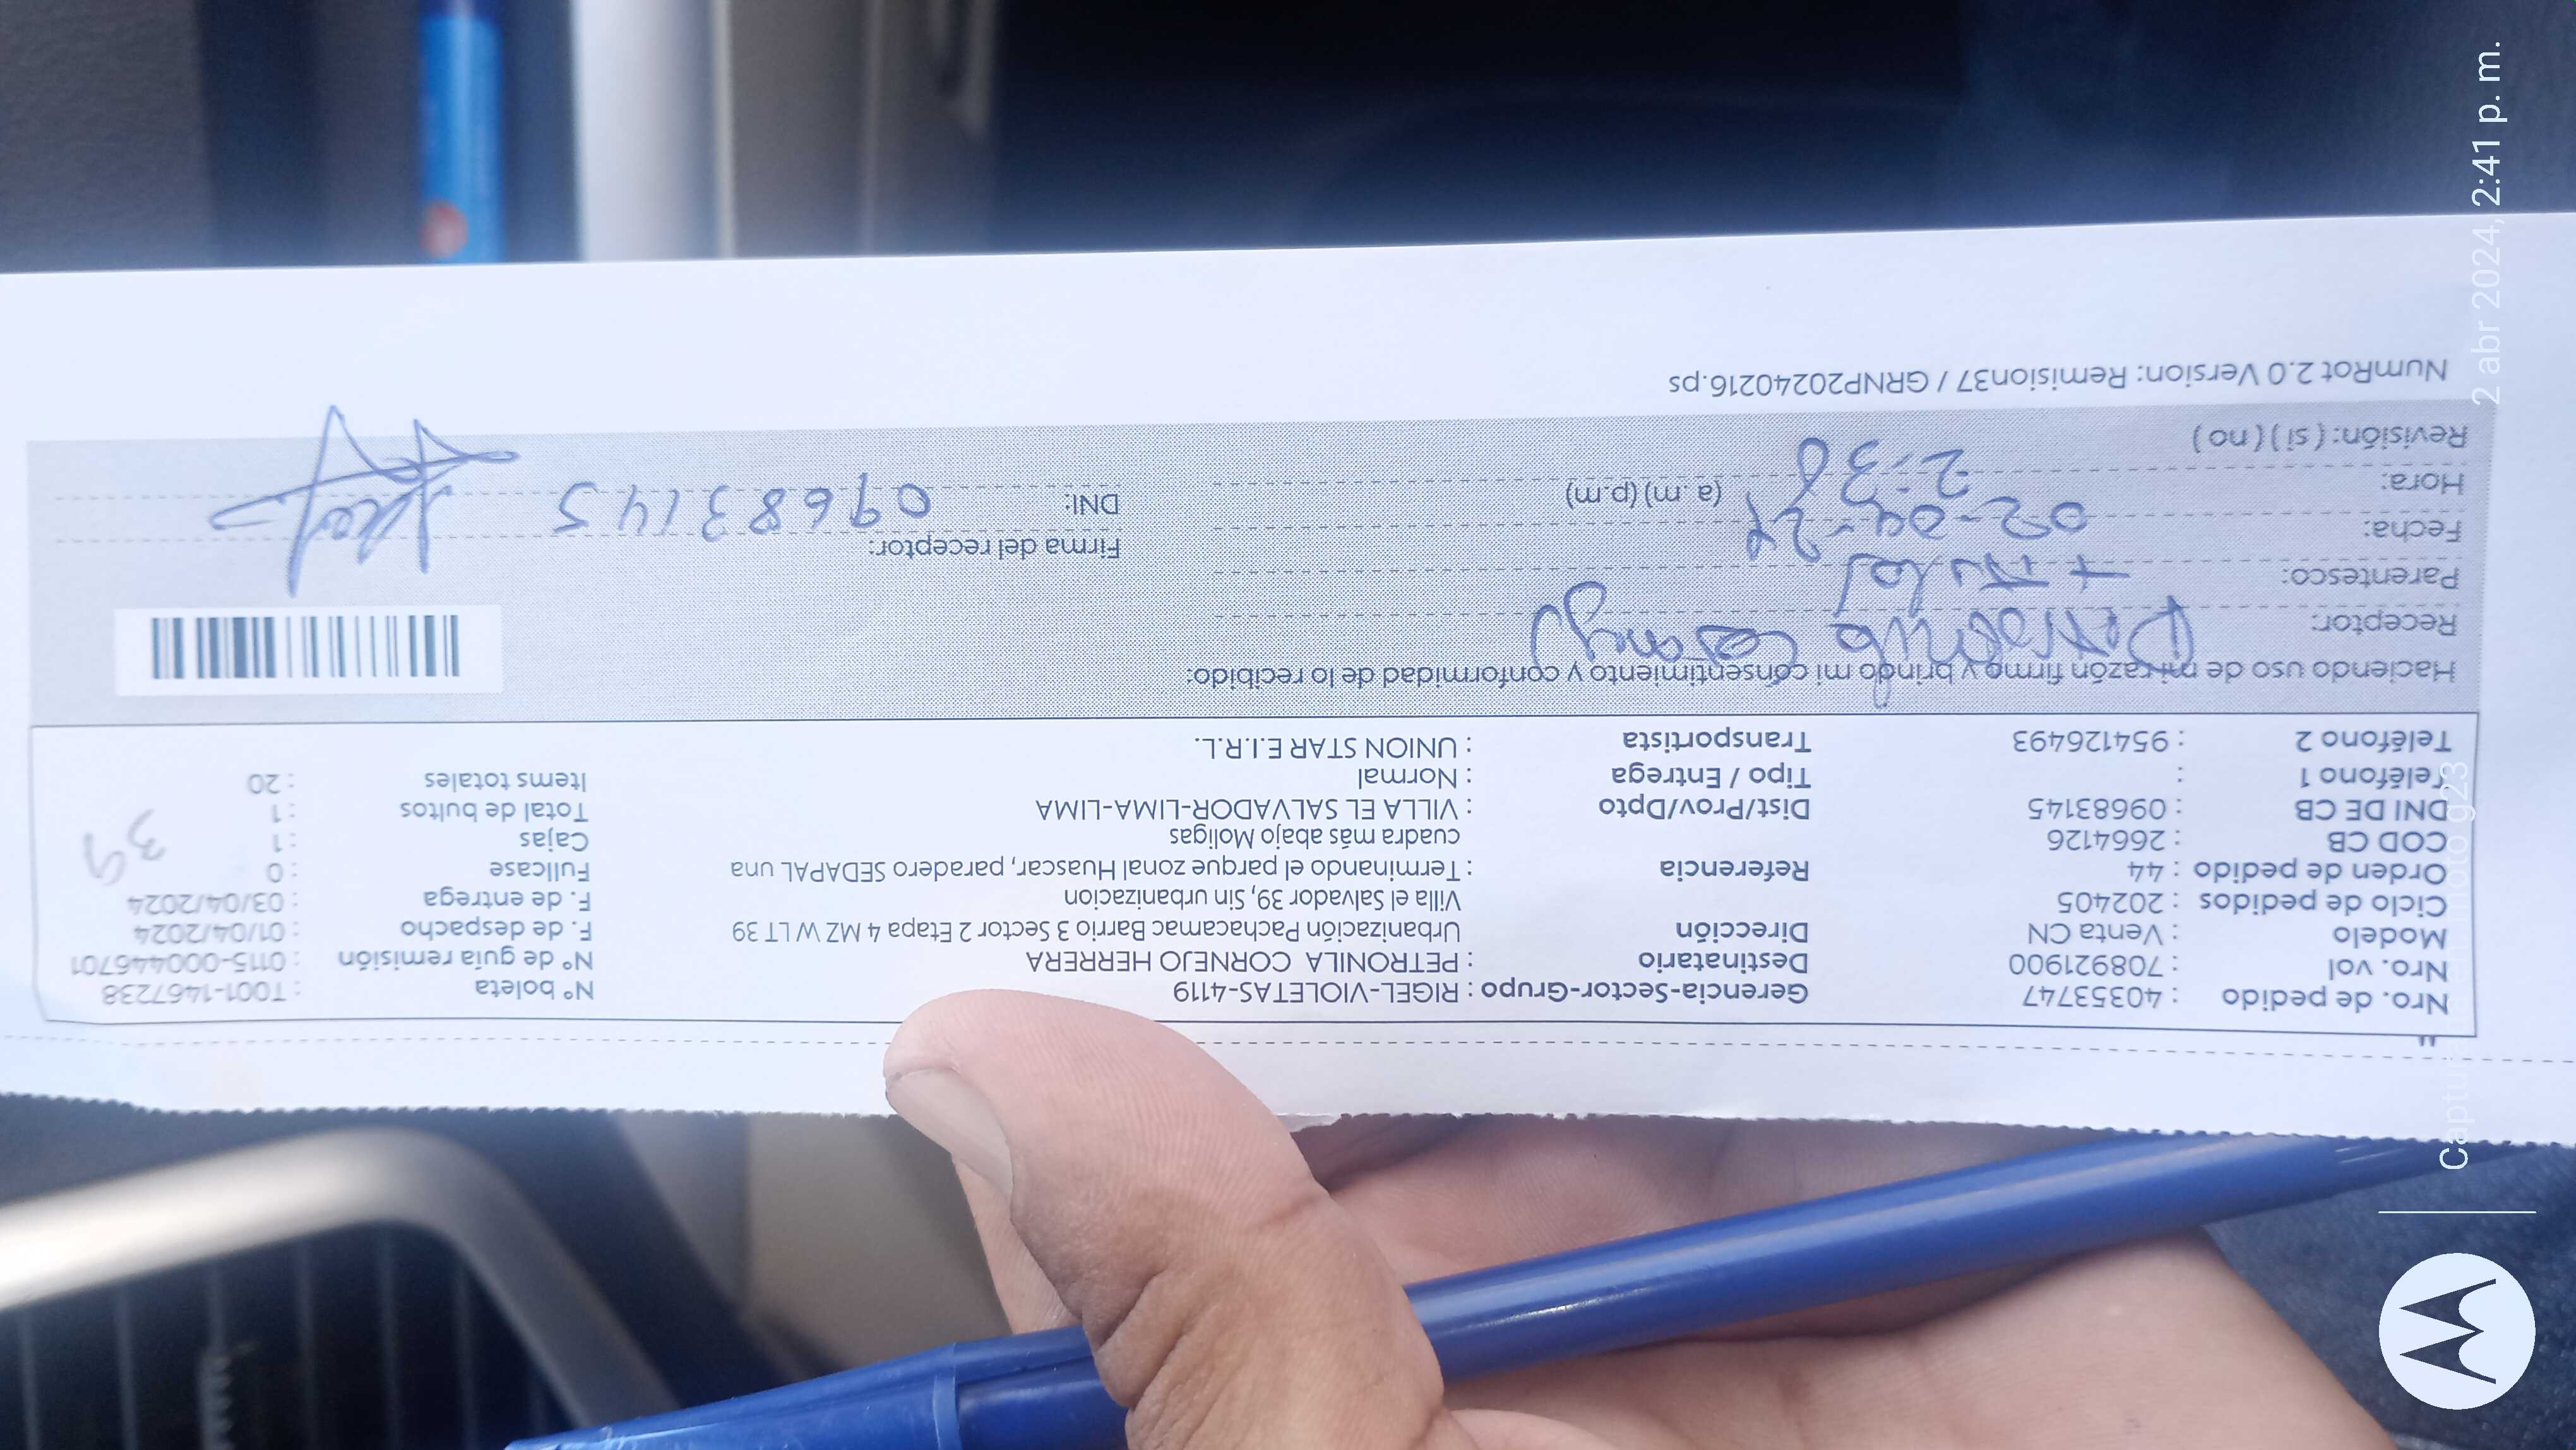 Nro. de pedido : 40353747 Gerencia-Sector-Grupo : RIGEL-VIOLETAS-4119 Nº boleta : T001-1467238
Nro. vol : 708921900 Destinatario : PETRONILA CORNEJO HERRERA Nº de guía remisión : 0115-000446701
Modelo : Venta CN Dirección Urbanización Pachacamac Barrio 3 Sector 2 Etapa 4 MZ W LT 39 F. de despacho : 01/04/2024
Ciclo de pedidos : 202405 Villa el Salvador 39, Sin urbanizacion F. de entrega : 03/04/2024
Orden de pedido : 44 Referencia : Terminando el parque zonal Huascar, paradero SEDAPAL una Fullcase : 0
COD CB : 2664126 cuadra más abajo Moligas Cajas : 1
39
DNI DE CB : 09683145 Dist/Prov/Dpto : VILLA EL SALVADOR-LIMA-LIMA Total de bultos : 1
Teléfono 1 : Tipo / Entrega : Normal Items totales : 20
Teléfono 2 : 954126493 Transportista : UNION STAR E.I.R.L.
Haciendo uso de mi razón firmo y brindo mi consentimiento y conformidad de lo recibido:
Receptor:
Parentesco:
Fecha: 02-04-24 Firma del receptor:
Hora: 2:30 (a.m) (p.m) DNI: 09683145
Revisión: (si) (no)
NumRot 2.0 Version: Remision37 / GRNP20240216.ps
2 abr 2024, 2:41 p. m.
moto g23